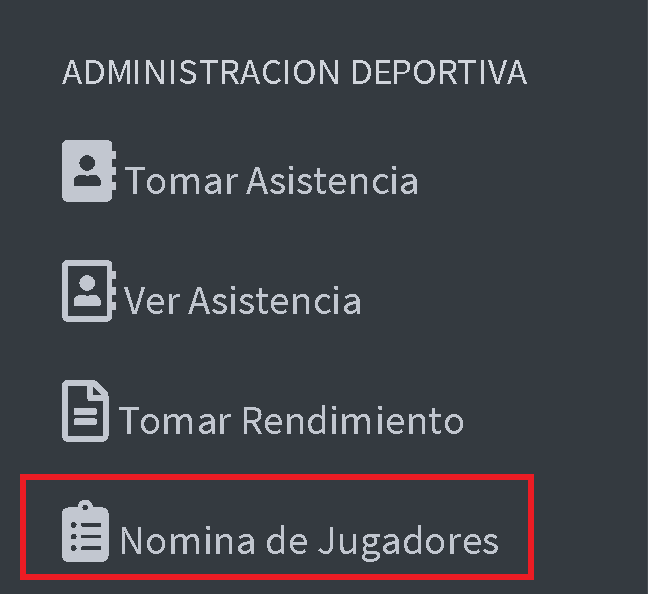 ADMINISTRACION DEPORTIVA
Tomar Asistencia
Ver Asistencia
Tomar Rendimiento
Nomina de Jugadores